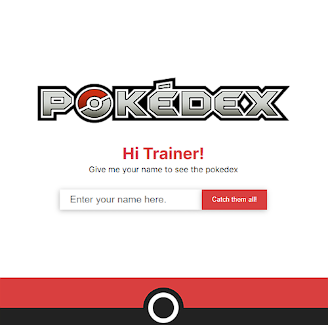 POKÉDEX
Hi Trainer!
Give me your name to see the pokedex
Enter your name here.
Catch them all!